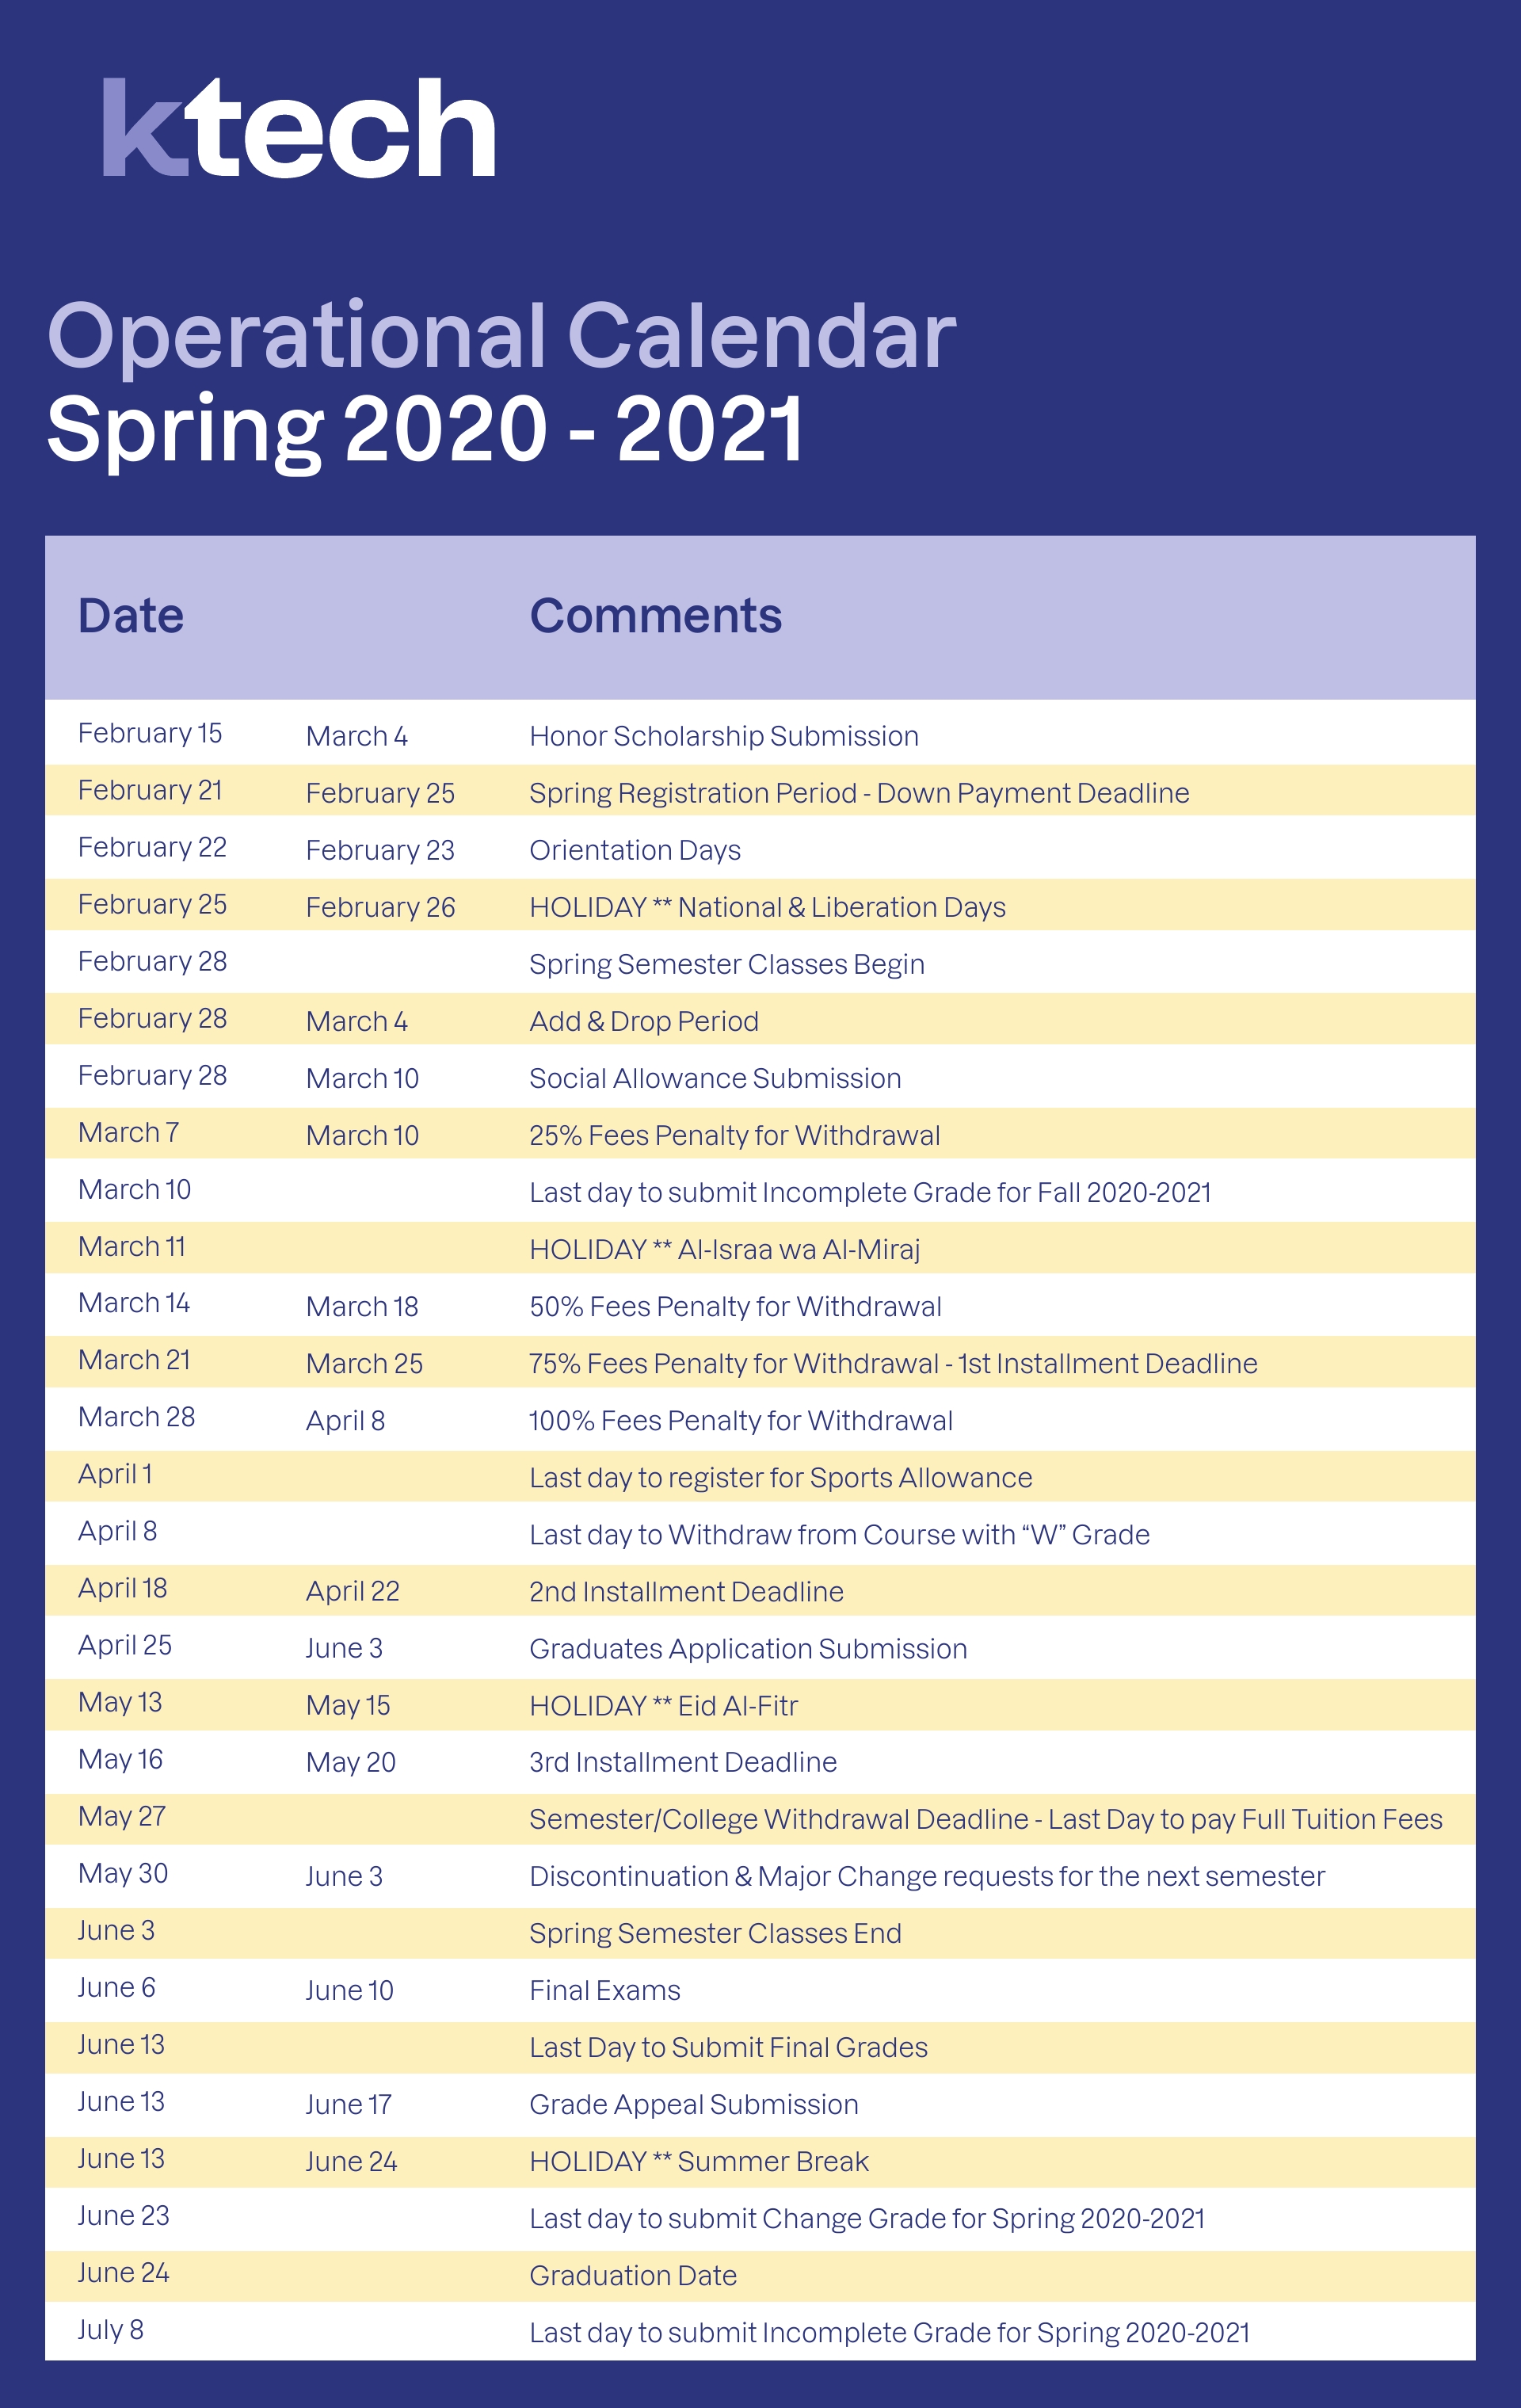 ktech
Operational Calendar
Spring 2020 - 2021
Date Comments
February 15 March 4 Honor Scholarship Submission
February 21 February 25 Spring Registration Period - Down Payment Deadline
February 22 February 23 Orientation Days
February 25 February 26 HOLIDAY ** National & Liberation Days
February 28 Spring Semester Classes Begin
February 28 March 4 Add & Drop Period
February 28 March 10 Social Allowance Submission
March 7 March 10 25% Fees Penalty for Withdrawal
March 10 Last day to submit Incomplete Grade for Fall 2020-2021
March 11 HOLIDAY ** Al-Israa wa Al-Miraj
March 14 March 18 50% Fees Penalty for Withdrawal
March 21 March 25 75% Fees Penalty for Withdrawal - 1st Installment Deadline
March 28 April 8 100% Fees Penalty for Withdrawal
April 1 Last day to register for Sports Allowance
April 8 Last day to Withdraw from Course with “W” Grade
April 18 April 22 2nd Installment Deadline
April 25 June 3 Graduates Application Submission
May 13 May 15 HOLIDAY ** Eid Al-Fitr
May 16 May 20 3rd Installment Deadline
May 27 Semester/College Withdrawal Deadline - Last Day to pay Full Tuition Fees
May 30 June 3 Discontinuation & Major Change requests for the next semester
June 3 Spring Semester Classes End
June 6 June 10 Final Exams
June 13 Last Day to Submit Final Grades
June 13 June 17 Grade Appeal Submission
June 13 June 24 HOLIDAY ** Summer Break
June 23 Last day to submit Change Grade for Spring 2020-2021
June 24 Graduation Date
July 8 Last day to submit Incomplete Grade for Spring 2020-2021